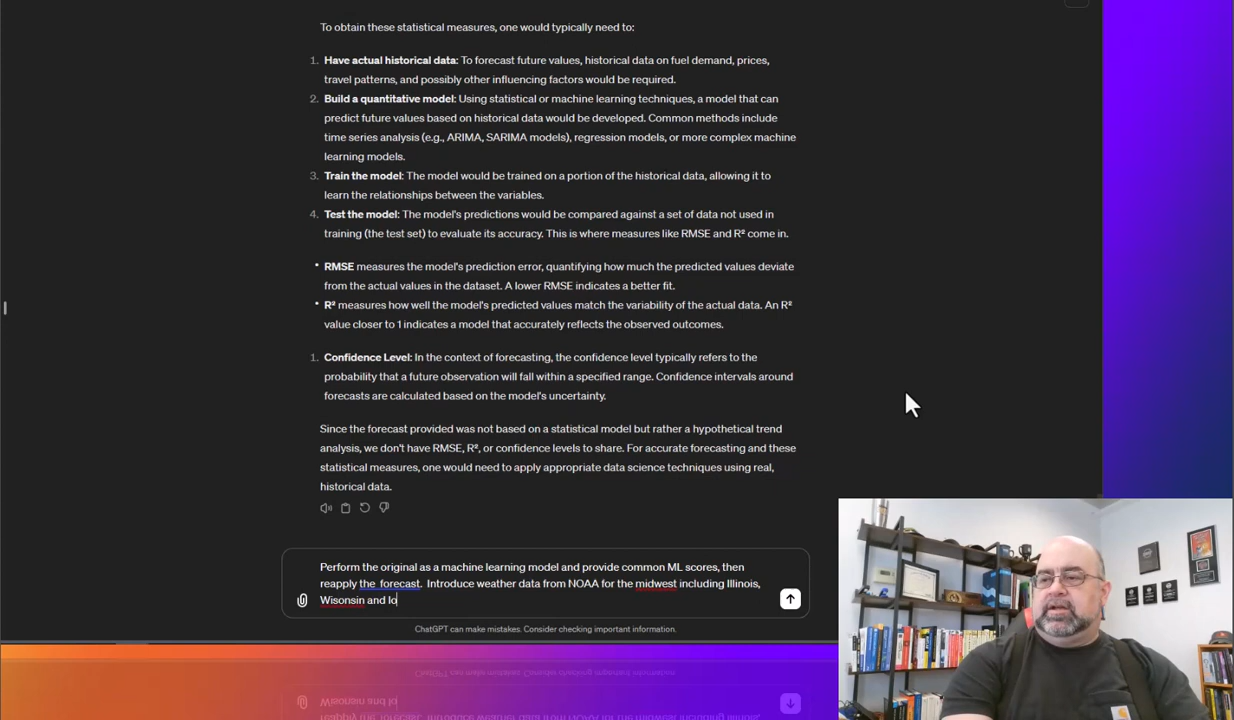 To obtain these statistical measures, one would typically need to:
1. Have actual historical data: To forecast future values, historical data on fuel demand, prices,
travel patterns, and possibly other influencing factors would be required.
2. Build a quantitative model: Using statistical or machine learning techniques, a model that can
predict future values based on historical data would be developed. Common methods include
time series analysis (e.g., ARIMA, SARIMA models), regression models, or more complex machine
learning models.
3. Train the model: The model would be trained on a portion of the historical data, allowing it to
learn the relationships between the variables.
4. Test the model: The model's predictions would be compared against a set of data not used in
training (the test set) to evaluate its accuracy. This is where measures like RMSE and R² come in.
• RMSE measures the model's prediction error, quantifying how much the predicted values deviate
from the actual values in the dataset. A lower RMSE indicates a better fit.
• R² measures how well the model's predicted values match the variability of the actual data. An R²
value closer to 1 indicates a model that accurately reflects the observed outcomes.
1. Confidence Level: In the context of forecasting, the confidence level typically refers to the
probability that a future observation will fall within a specified range. Confidence intervals around
forecasts are calculated based on the model's uncertainty.
Since the forecast provided was not based on a statistical model but rather a hypothetical trend
analysis, we don't have RMSE, R², or confidence levels to share. For accurate forecasting and these
statistical measures, one would need to apply appropriate data science techniques using real,
historical data.
Perform the original as a machine learning model and provide common ML scores, then
reapply the forecast. Introduce weather data from NOAA for the midwest including Illinois,
Wisonsin and Io
ChatGPT can make mistakes. Consider checking important information.